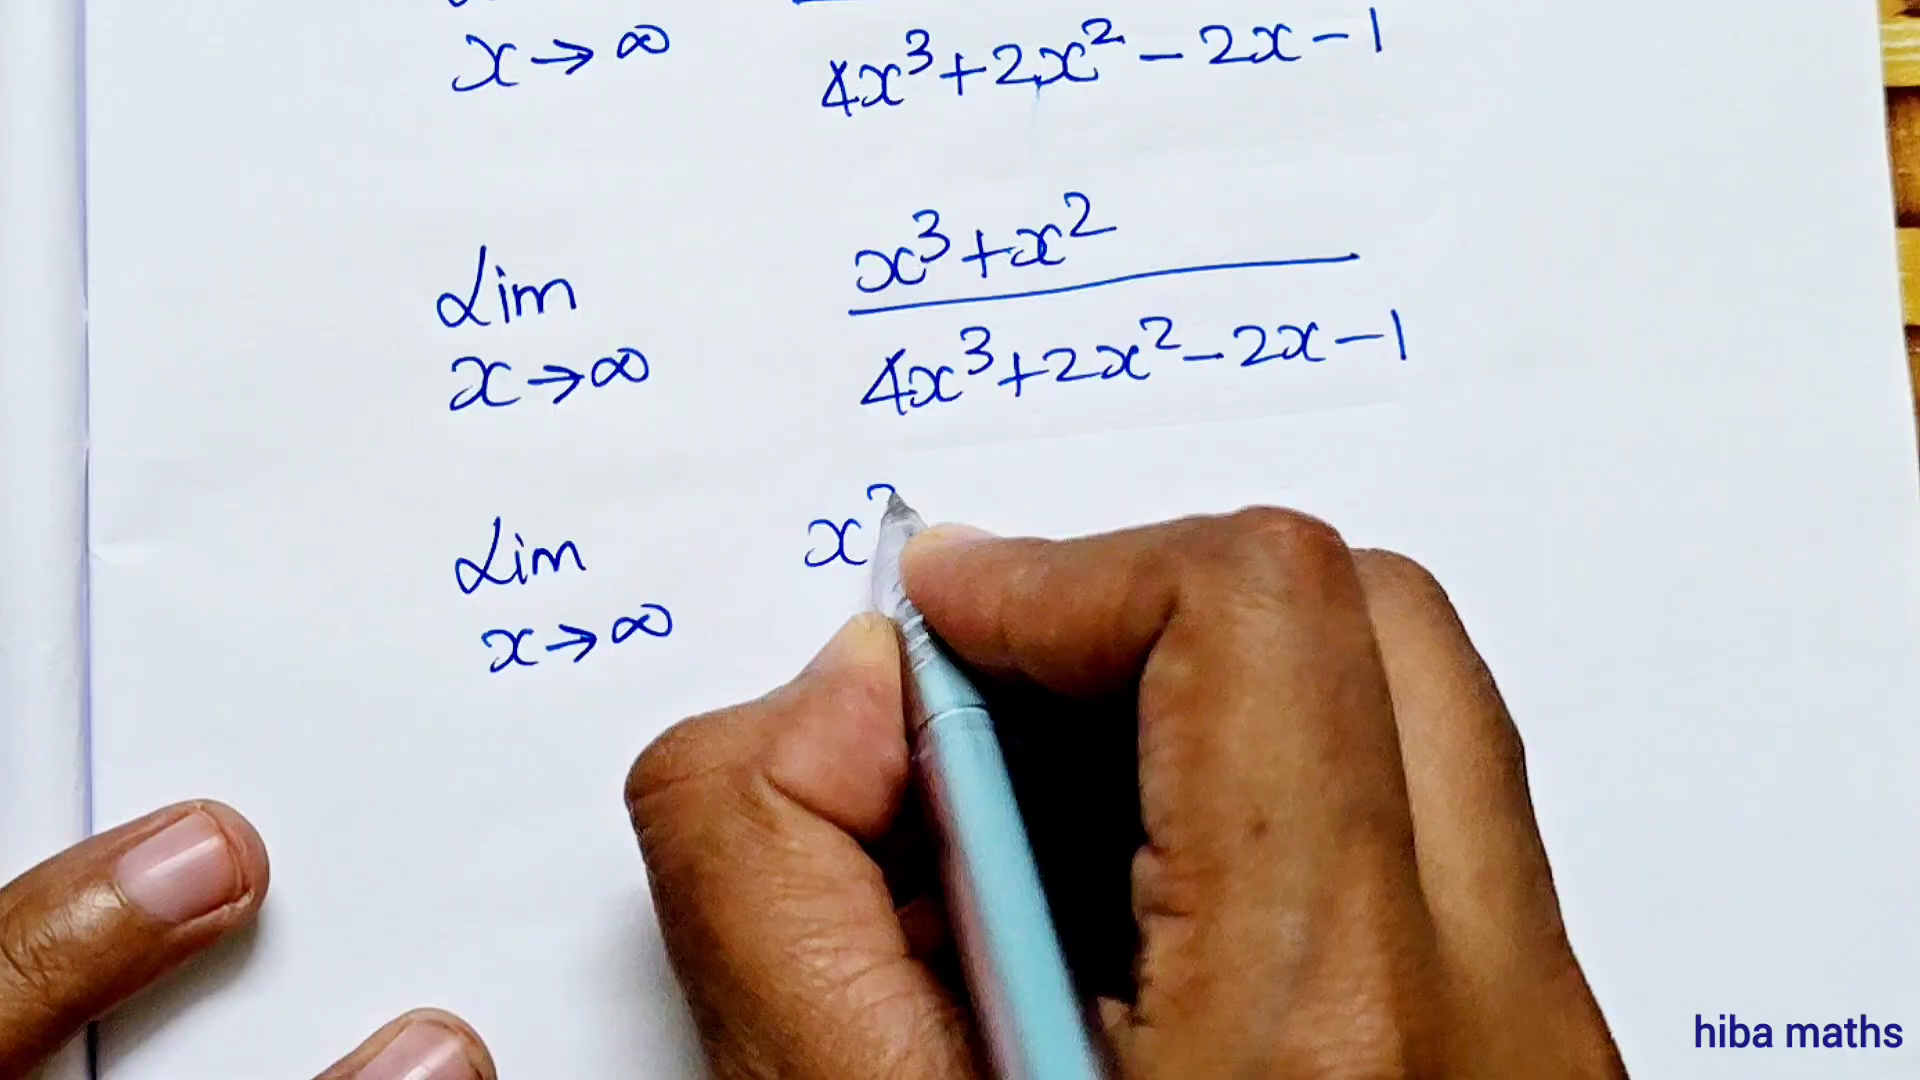 x→∞ 4x³+2x²-2x-1
Lim x³+x²
x→∞ 4x³+2x²-2x-1
Lim x
x→∞
hiba maths